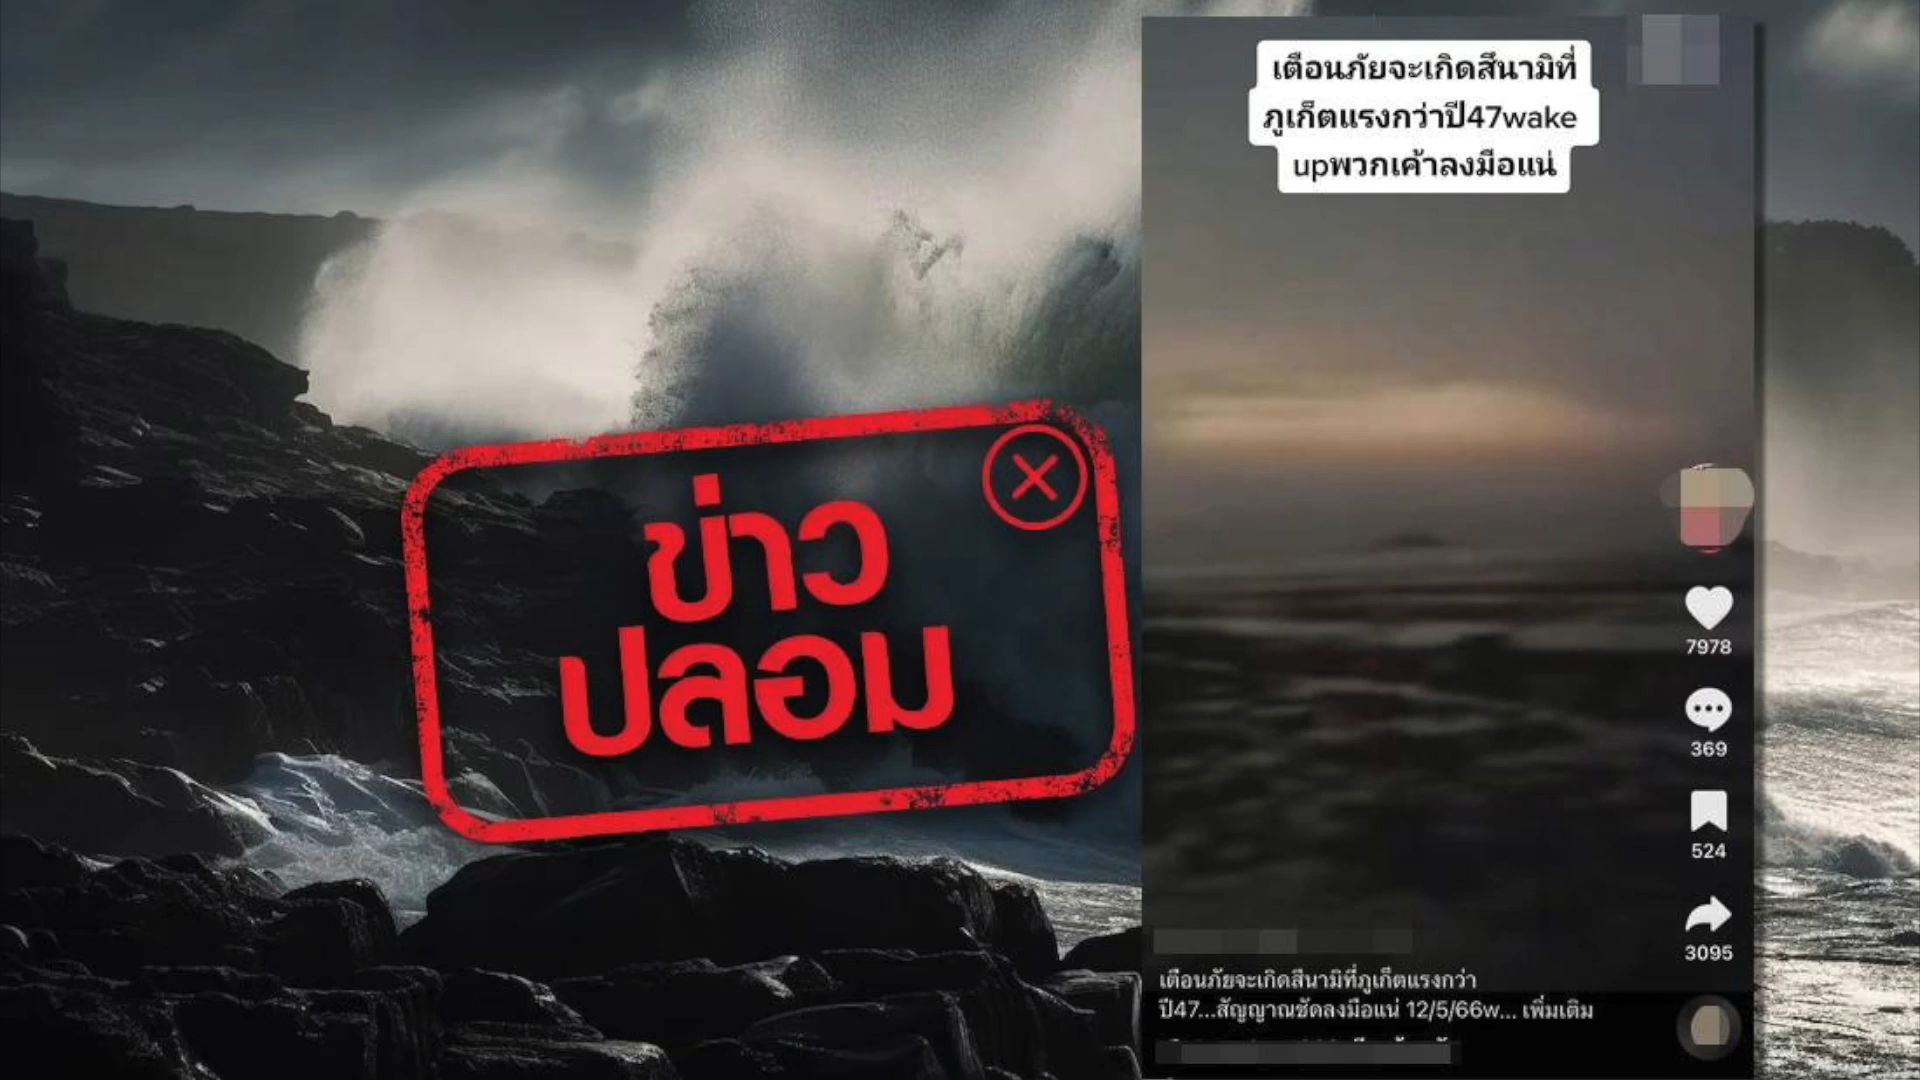 เตือนภัยจะเกิดสึนามิที่
ภูเก็ตแรงกว่าปี47wake
upพวกเค้าลงมือแน่
ข่าว
ปลอม
7978
369
524
3095
เตือนภัยจะเกิดสึนามิที่ภูเก็ตแรงกว่า
ปี47...สัญญาณชัดลงมือแน่ 12/5/66w... เพิ่มเติม